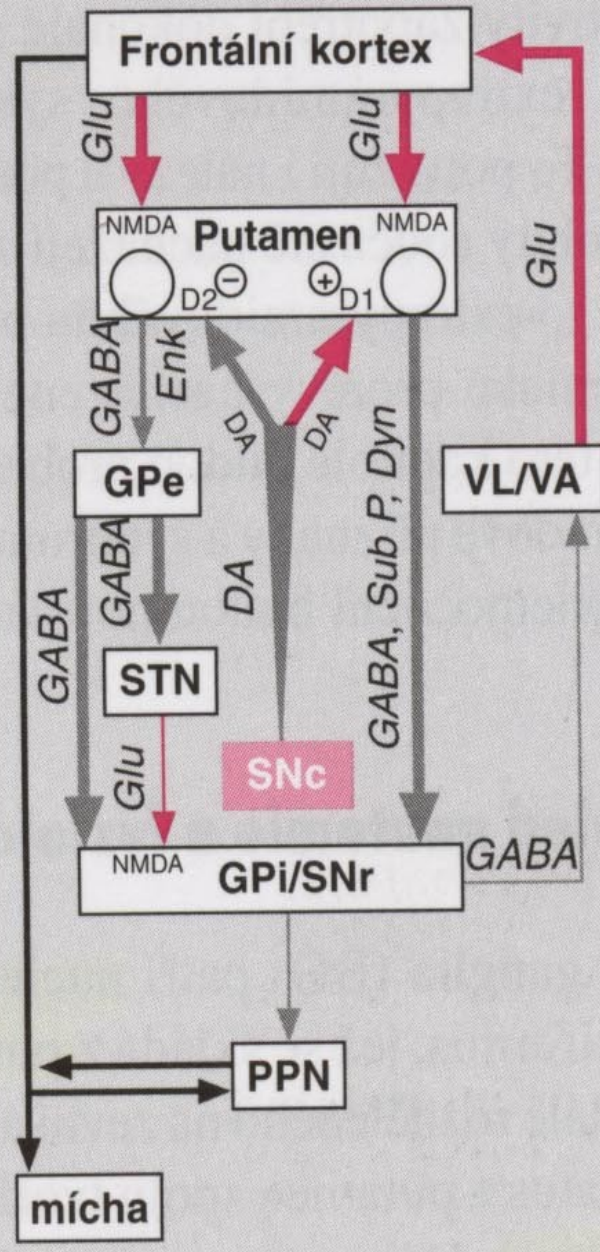 Frontální kortex
Glu
Glu
Glu
NMDA
Putamen
NMDA
D2
−
+
D1
GABA
Enk
DA
DA
GABA, Sub P, Dyn
GPe
VL/VA
GABA
GABA
DA
STN
SNc
Glu
NMDA
GPi/SNr
GABA
PPN
mícha